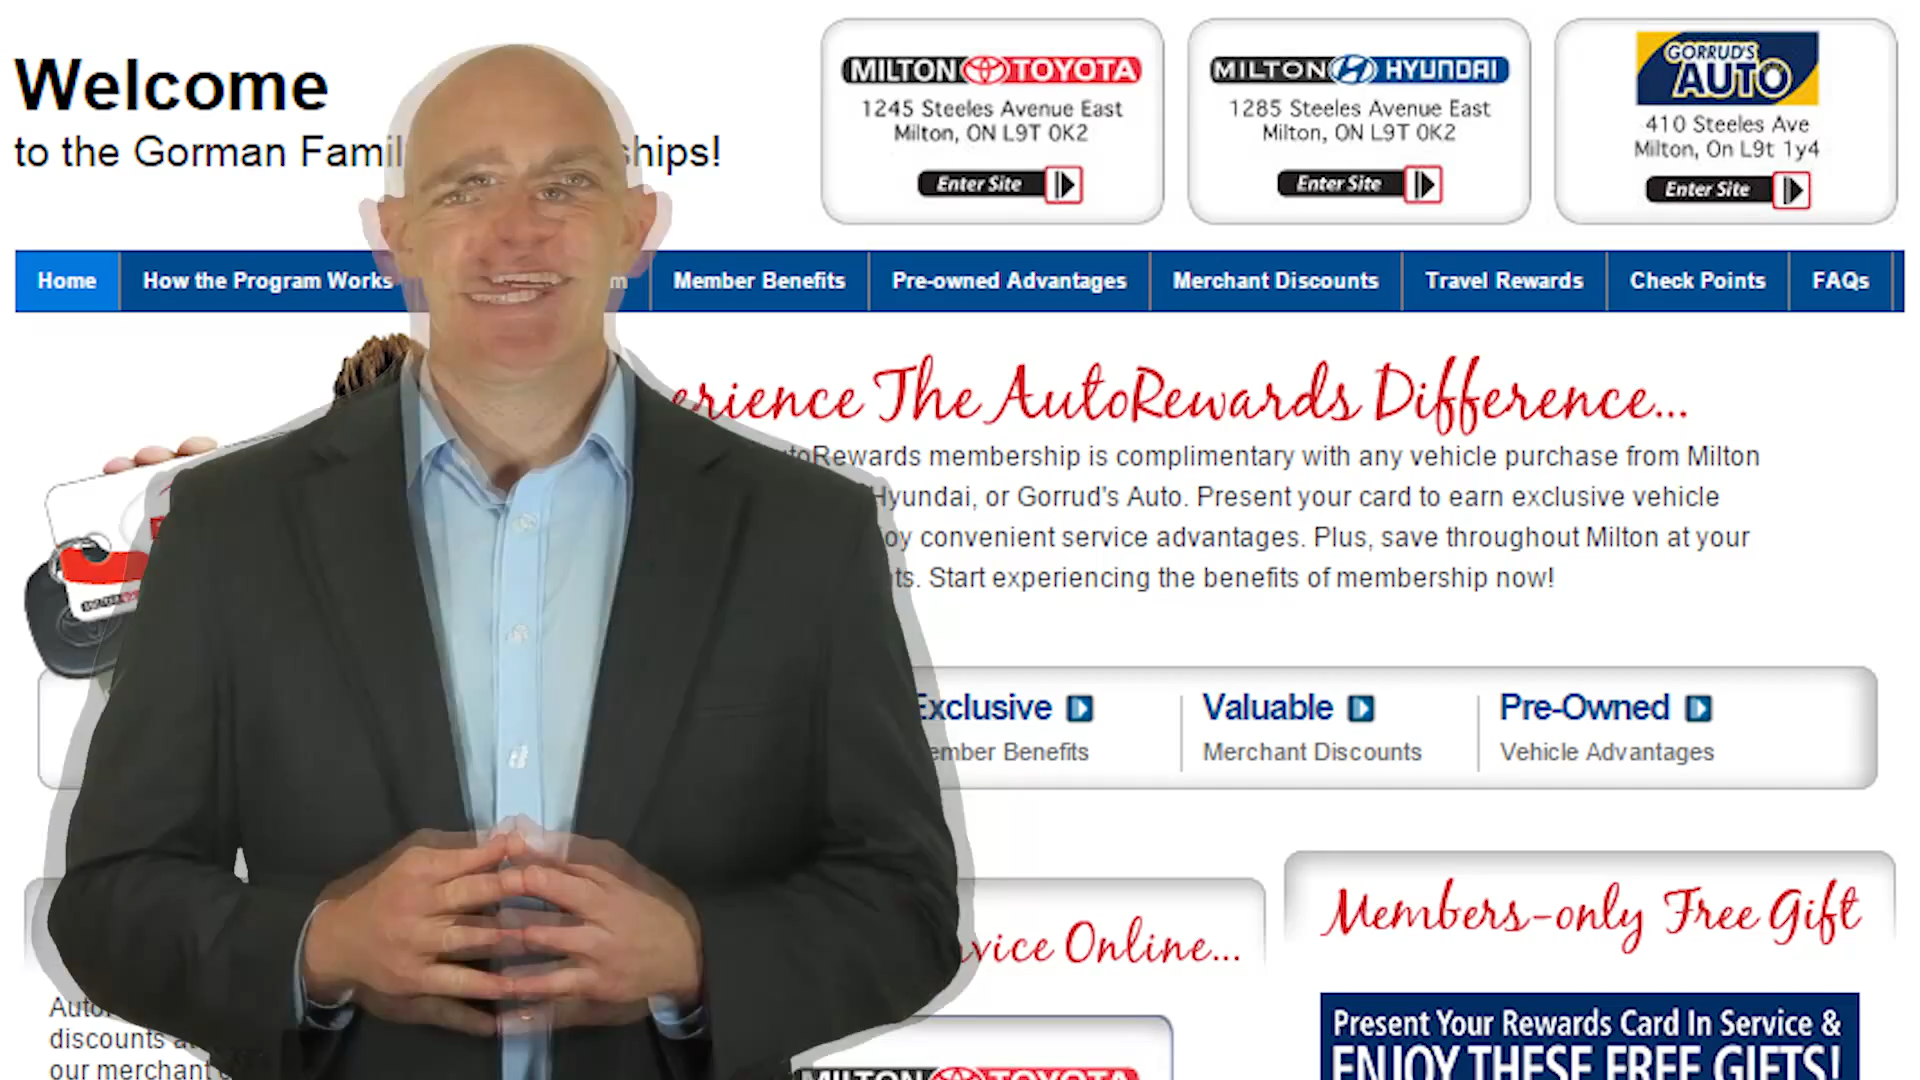 Welcome
to the Gorman Famil ships!
MILTON TOYOTA
1245 Steeles Avenue East
Milton, ON L9T 0K2
Enter Site
MILTON HYUNDAI
1285 Steeles Avenue East
Milton, ON L9T 0K2
Enter Site
GORRUD'S
AUTO
410 Steeles Ave
Milton, On L9t 1y4
Enter Site
Home How the Program Works Member Benefits Pre-owned Advantages Merchant Discounts Travel Rewards Check Points FAQs
erience The AutoRewards Difference...
utoRewards membership is complimentary with any vehicle purchase from Milton
Hyundai, or Gorrud's Auto. Present your card to earn exclusive vehicle
oy convenient service advantages. Plus, save throughout Milton at your
ts. Start experiencing the benefits of membership now!
Exclusive
ember Benefits
Valuable
Merchant Discounts
Pre-Owned
Vehicle Advantages
rvice Online...
Members-only Free Gift
Auto
discounts a
our merchant
MILTON TOYOTA
Present Your Rewards Card In Service &
ENJOY THESE FREE GIFTS!